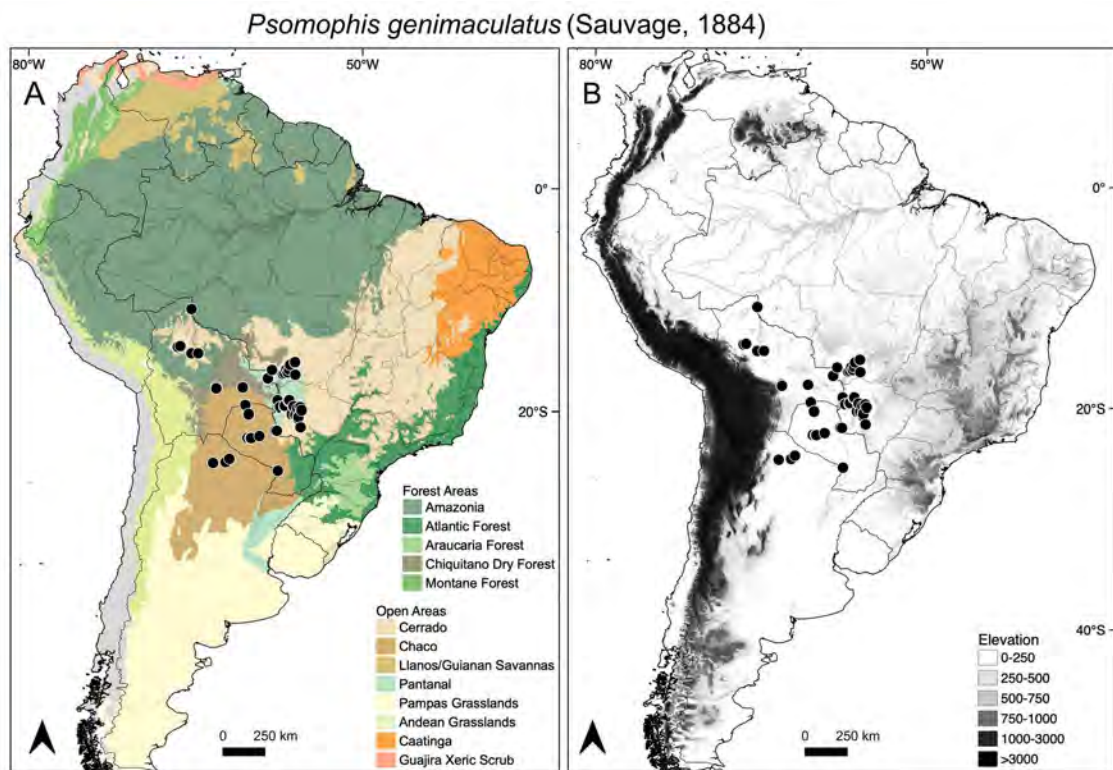 Psomophis genimaculatus (Sauvage, 1884)
80°W
50°W
A
0°
20°S
Forest Areas
Amazonia
Atlantic Forest
Araucaria Forest
Chiquitano Dry Forest
Montane Forest
Open Areas
Cerrado
Chaco
Llanos/Guianan Savannas
Pantanal
Pampas Grasslands
Andean Grasslands
Caatinga
Guajira Xeric Scrub
250 km
80°W
50°W
B
0°
20°S
40°S
Elevation
0-250
250-500
500-750
750-1000
1000-3000
>3000
250 km